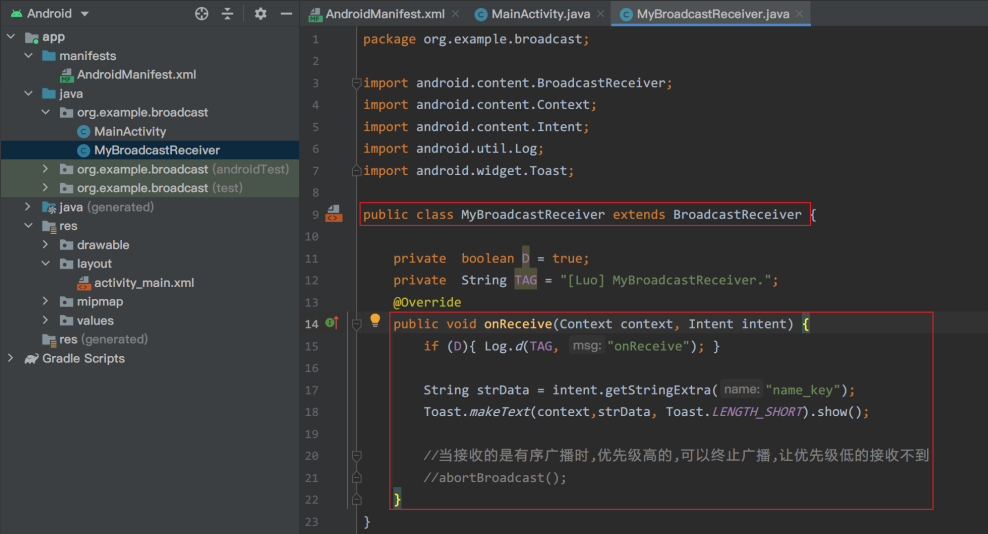 Android
app
manifests
AndroidManifest.xml
java
org.example.broadcast
MainActivity
MyBroadcastReceiver
org.example.broadcast (androidTest)
org.example.broadcast (test)
java (generated)
res
drawable
layout
activity_main.xml
mipmap
values
res (generated)
Gradle Scripts
AndroidManifest.xml MainActivity.java MyBroadcastReceiver.java
1 package org.example.broadcast;
2
3 import android.content.BroadcastReceiver;
4 import android.content.Context;
5 import android.content.Intent;
6 import android.util.Log;
7 import android.widget.Toast;
8
9 public class MyBroadcastReceiver extends BroadcastReceiver {
10
11 private  boolean D = true;
12 private  String TAG = "[Luo] MyBroadcastReceiver.";
13 @Override
14 public void onReceive(Context context, Intent intent) {
15 if (D){ Log.d(TAG, msg: "onReceive"); }
16
17 String strData = intent.getStringExtra( name: "name_key");
18 Toast.makeText(context,strData, Toast.LENGTH_SHORT).show();
19
20 //当接收的是有序广播时,优先级高的,可以终止广播,让优先级低的接收不到
21 //abortBroadcast();
22 }
23 }